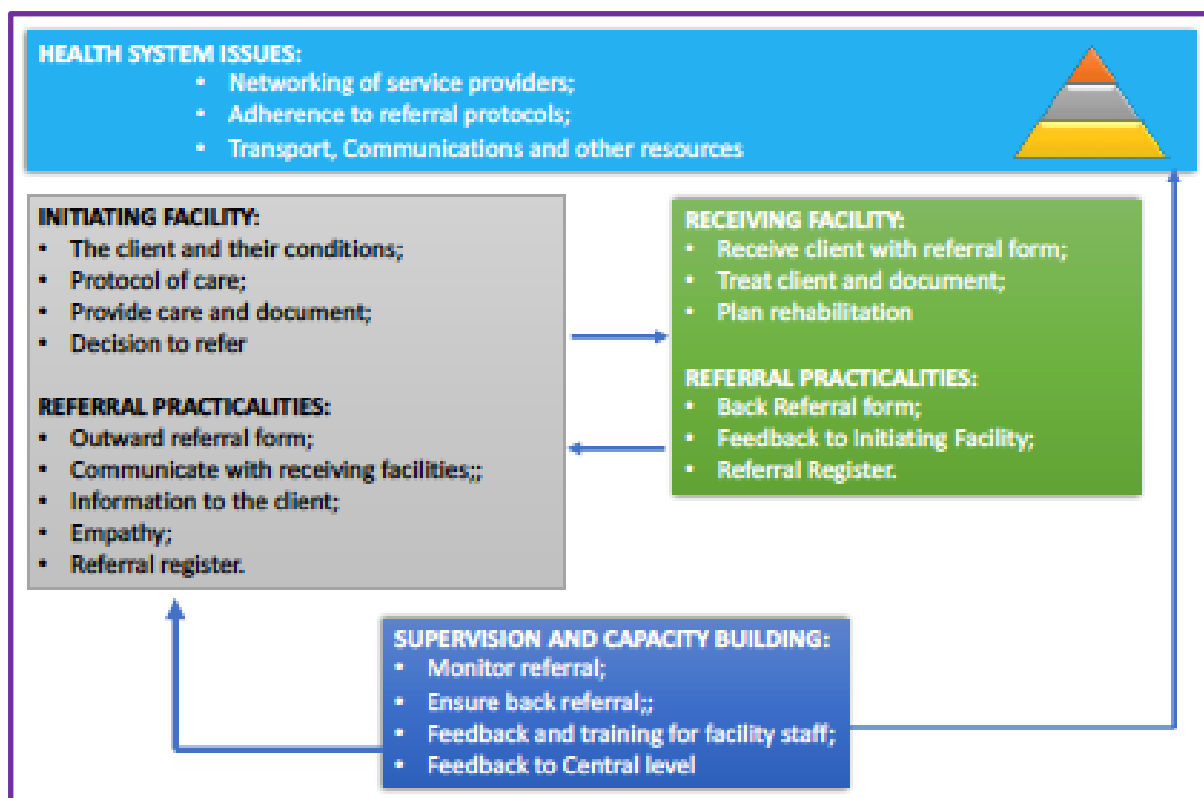 HEALTH SYSTEM ISSUES:
• Networking of service providers;
• Adherence to referral protocols;
• Transport, Communications and other resources
INITIATING FACILITY:
• The client and their conditions;
• Protocol of care;
• Provide care and document;
• Decision to refer
REFERRAL PRACTICALITIES:
• Outward referral form;
• Communicate with receiving facilities;;
• Information to the client;
• Empathy;
• Referral register.
RECEIVING FACILITY:
• Receive client with referral form;
• Treat client and document;
• Plan rehabilitation
REFERRAL PRACTICALITIES:
• Back Referral form;
• Feedback to Initiating Facility;
• Referral Register.
SUPERVISION AND CAPACITY BUILDING:
• Monitor referral;
• Ensure back referral;;
• Feedback and training for facility staff;
• Feedback to Central level